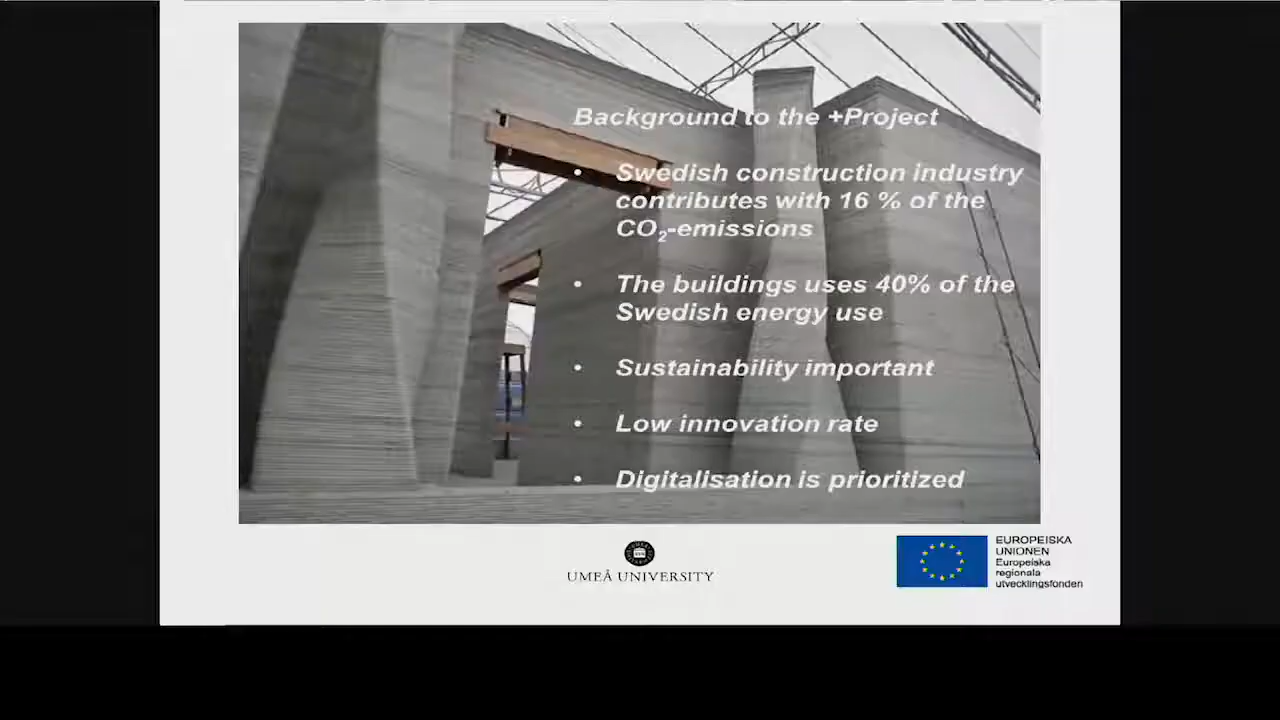 Background to the +Project
• Swedish construction industry
contributes with 16 % of the
CO₂-emissions
• The buildings uses 40% of the
Swedish energy use
• Sustainability important
• Low innovation rate
• Digitalisation is prioritized
UMEÅ UNIVERSITY
EUROPEISKA
UNIONEN
Europeiska
regionala
utvecklingsfonden